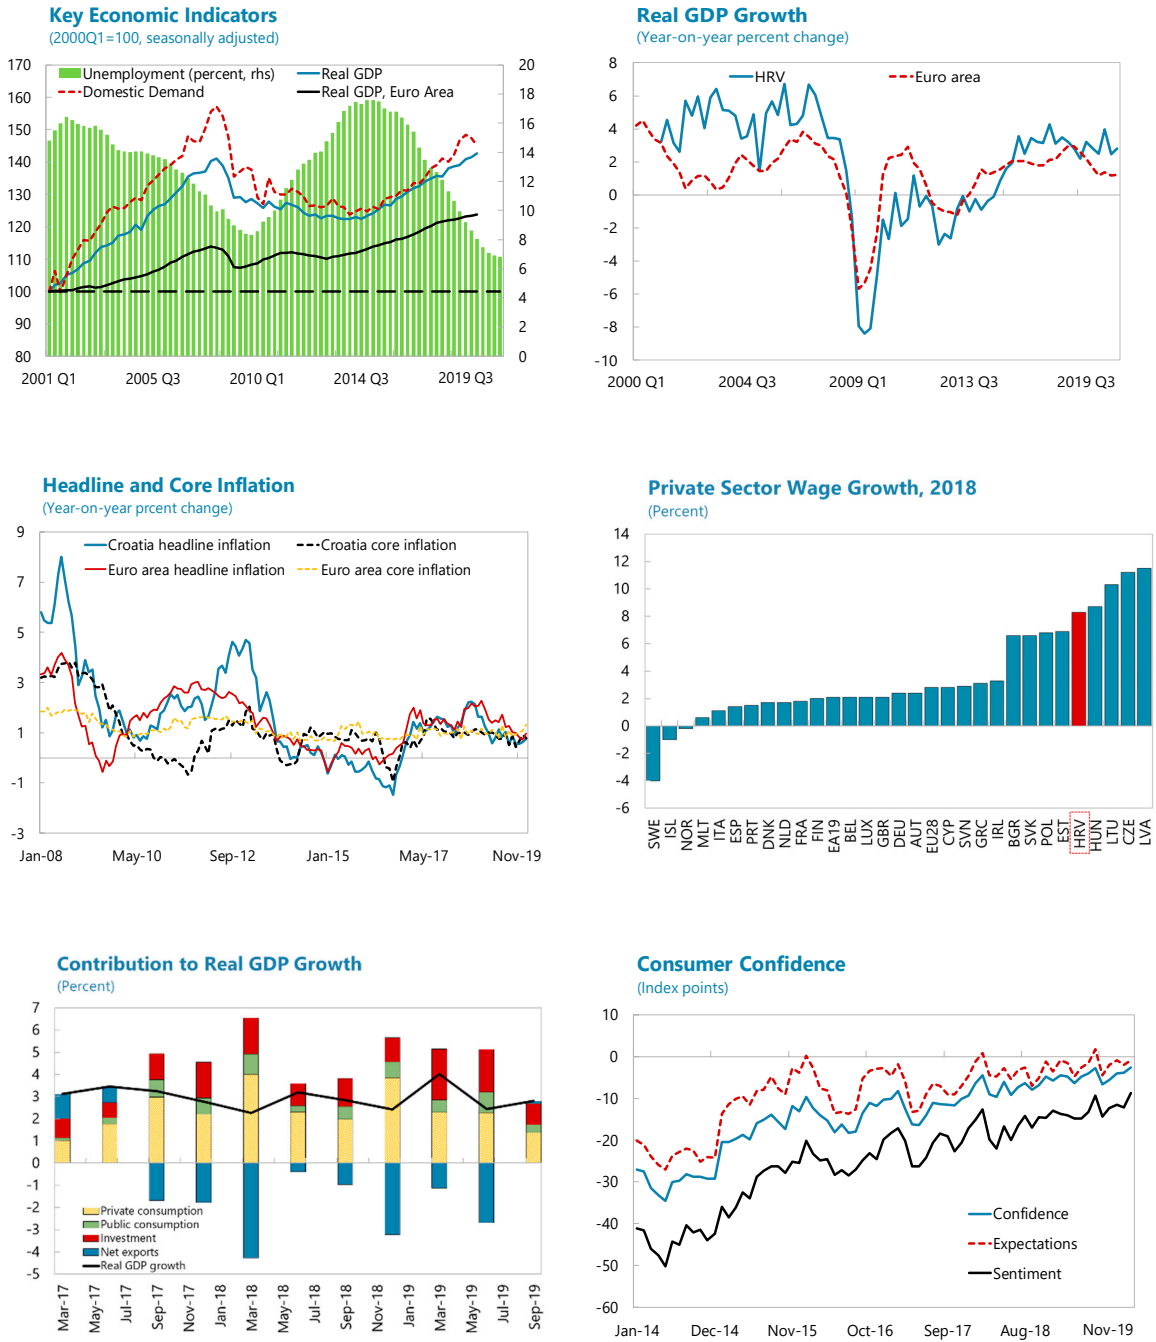 Key Economic Indicators
(2000Q1=100, seasonally adjusted)
170
160
150
140
130
120
110
100
90
80
20
18
16
14
12
10
8
6
4
2
0
Unemployment (percent, rhs)
Real GDP
Domestic Demand
Real GDP, Euro Area
2001 Q1
2005 Q3
2010 Q1
2014 Q3
2019 Q3
Real GDP Growth
(Year-on-year percent change)
8
6
4
2
0
-2
-4
-6
-8
-10
HRV
Euro area
2000 Q1
2004 Q3
2009 Q1
2013 Q3
2019 Q3
Headline and Core Inflation
(Year-on-year prcent change)
9
7
5
3
1
-1
-3
Croatia headline inflation
Croatia core inflation
Euro area headline inflation
Euro area core inflation
Jan-08
May-10
Sep-12
Jan-15
May-17
Nov-19
Private Sector Wage Growth, 2018
(Percent)
14
12
10
8
6
4
2
0
-2
-4
-6
SWE
ISL
NOR
MLT
ITA
ESP
PRT
DNK
NLD
FRA
FIN
EA19
BEL
LUX
GBR
DEU
AUT
EU28
CYP
SVN
GRC
IRL
BGR
SVK
POL
EST
HRV
HUN
LTU
CZE
LVA
Contribution to Real GDP Growth
(Percent)
7
6
5
4
3
2
1
0
-1
-2
-3
-4
-5
Private consumption
Public consumption
Investment
Net exports
Real GDP growth
Mar-17
May-17
Jul-17
Sep-17
Nov-17
Jan-18
Mar-18
May-18
Jul-18
Sep-18
Nov-18
Jan-19
Mar-19
May-19
Jul-19
Sep-19
Consumer Confidence
(Index points)
10
0
-10
-20
-30
-40
-50
-60
Confidence
Expectations
Sentiment
Jan-14
Dec-14
Nov-15
Oct-16
Sep-17
Aug-18
Nov-19